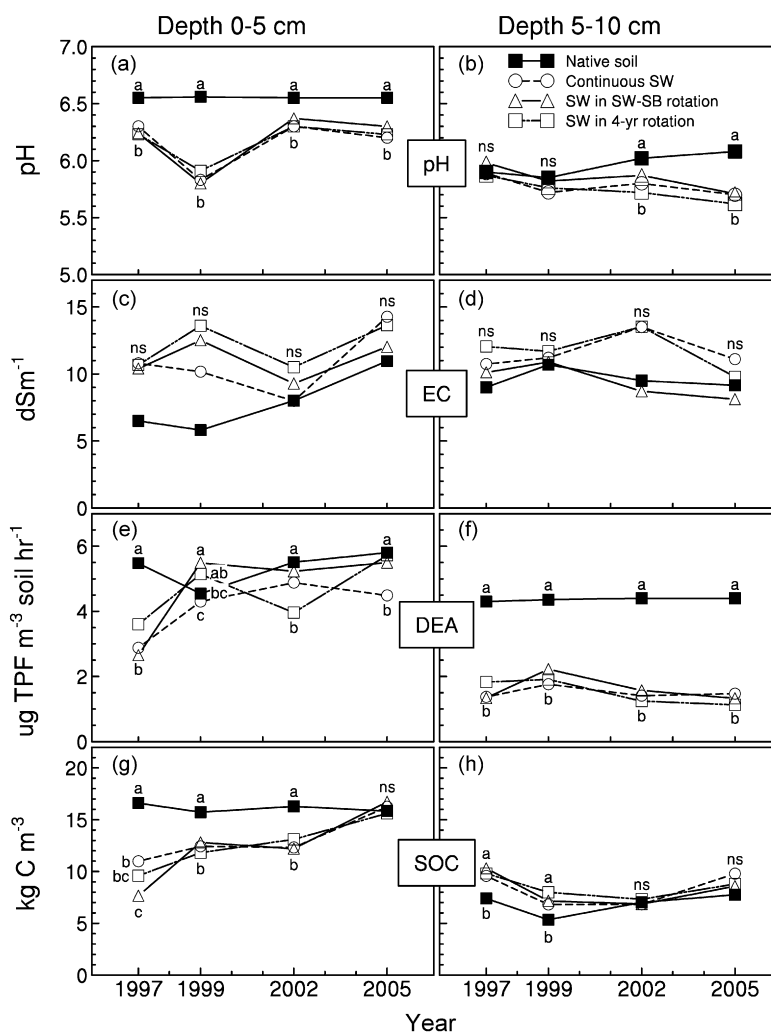 Depth 0-5 cm
Depth 5-10 cm
(a)
pH
7.0
6.5
6.0
5.5
5.0
a a a a
b b b
b
(b)
Native soil
Continuous SW
SW in SW-SB rotation
SW in 4-yr rotation
pH
ns ns a a
b b
(c)
dSm-1
15
10
5
0
ns ns ns ns
(d)
EC
ns ns ns ns
(e)
ug TPF m-3 soil hr-1
6
4
2
0
a a a a
ab
bc
c
b b b
(f)
DEA
a a a a
b b b b
(g)
kg C m-3
20
15
10
5
0
a a a ns
b
bc
c
b b
(h)
SOC
a a ns ns
b b
1997 1999 2002 2005
1997 1999 2002 2005
Year